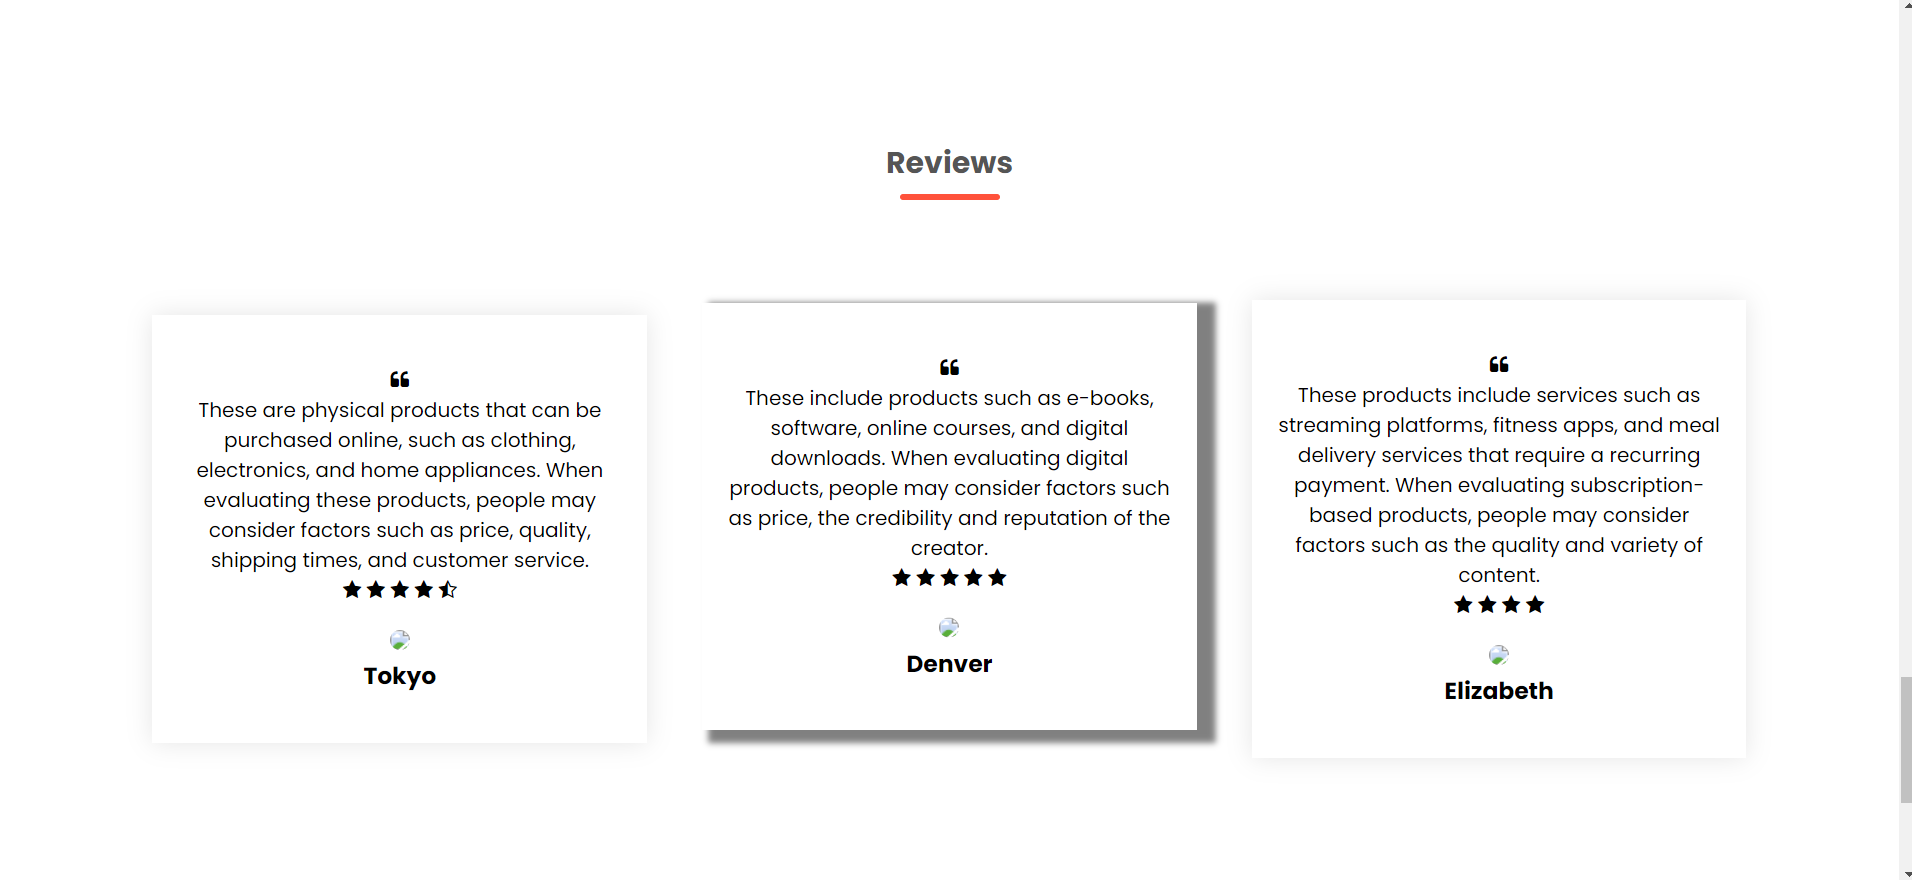 Reviews
These are physical products that can be
purchased online, such as clothing,
electronics, and home appliances. When
evaluating these products, people may
consider factors such as price, quality,
shipping times, and customer service.
Tokyo
These include products such as e-books,
software, online courses, and digital
downloads. When evaluating digital
products, people may consider factors such
as price, the credibility and reputation of the
creator.
Denver
These products include services such as
streaming platforms, fitness apps, and meal
delivery services that require a recurring
payment. When evaluating subscription-
based products, people may consider
factors such as the quality and variety of
content.
Elizabeth